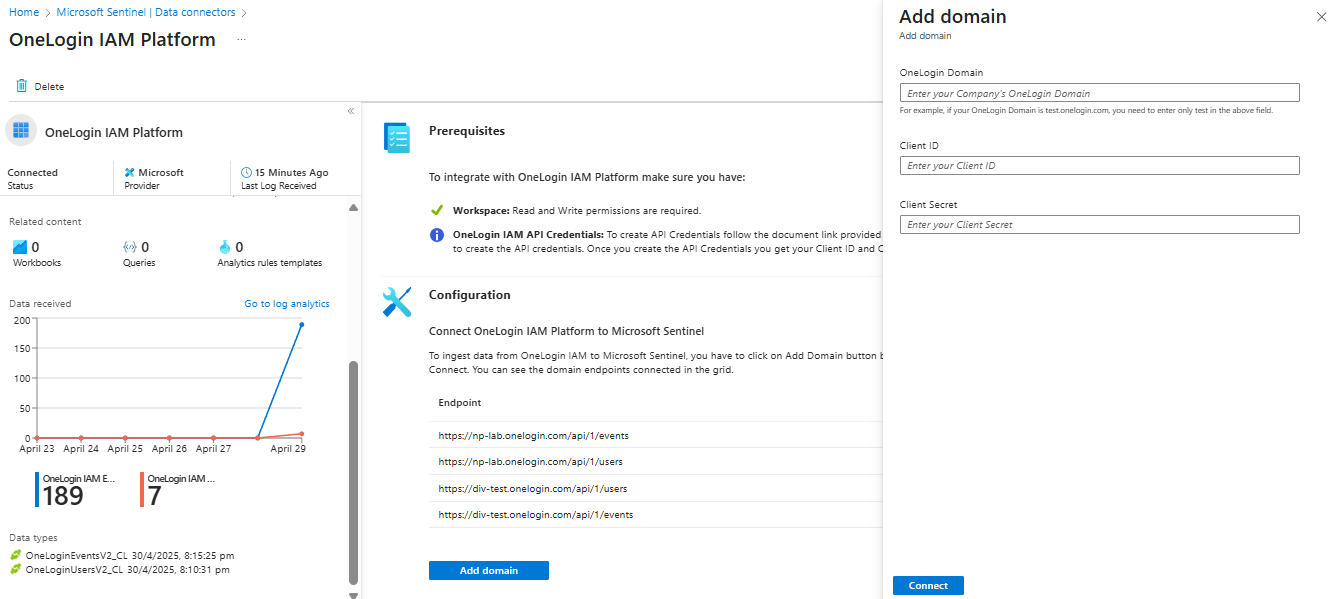 Home > Microsoft Sentinel | Data connectors >
OneLogin IAM Platform ...
Delete
«
OneLogin IAM Platform
Connected
Status
Microsoft
Provider
15 Minutes Ago
Last Log Received
Related content
0
Workbooks
0
Queries
0
Analytics rules templates
Data received
Go to log analytics
200
150
100
50
0
April 23 April 24 April 25 April 26 April 27 April 29
OneLogin IAM E...
189
OneLogin IAM ...
7
Data types
OneLoginEventsV2_CL 30/4/2025, 8:15:25 pm
OneLoginUsersV2_CL 30/4/2025, 8:10:31 pm
Prerequisites
To integrate with OneLogin IAM Platform make sure you have:
Workspace: Read and Write permissions are required.
OneLogin IAM API Credentials: To create API Credentials follow the document link provided
to create the API credentials. Once you create the API Credentials you get your Client ID and C
Configuration
Connect OneLogin IAM Platform to Microsoft Sentinel
To ingest data from OneLogin IAM to Microsoft Sentinel, you have to click on Add Domain button b
Connect. You can see the domain endpoints connected in the grid.
Endpoint
https://np-lab.onelogin.com/api/1/events
https://np-lab.onelogin.com/api/1/users
https://div-test.onelogin.com/api/1/users
https://div-test.onelogin.com/api/1/events
Add domain
Add domain
Add domain
OneLogin Domain
Enter your Company's OneLogin Domain
For example, if your OneLogin Domain is test.onelogin.com, you need to enter only test in the above field.
Client ID
Enter your Client ID
Client Secret
Enter your Client Secret
Connect